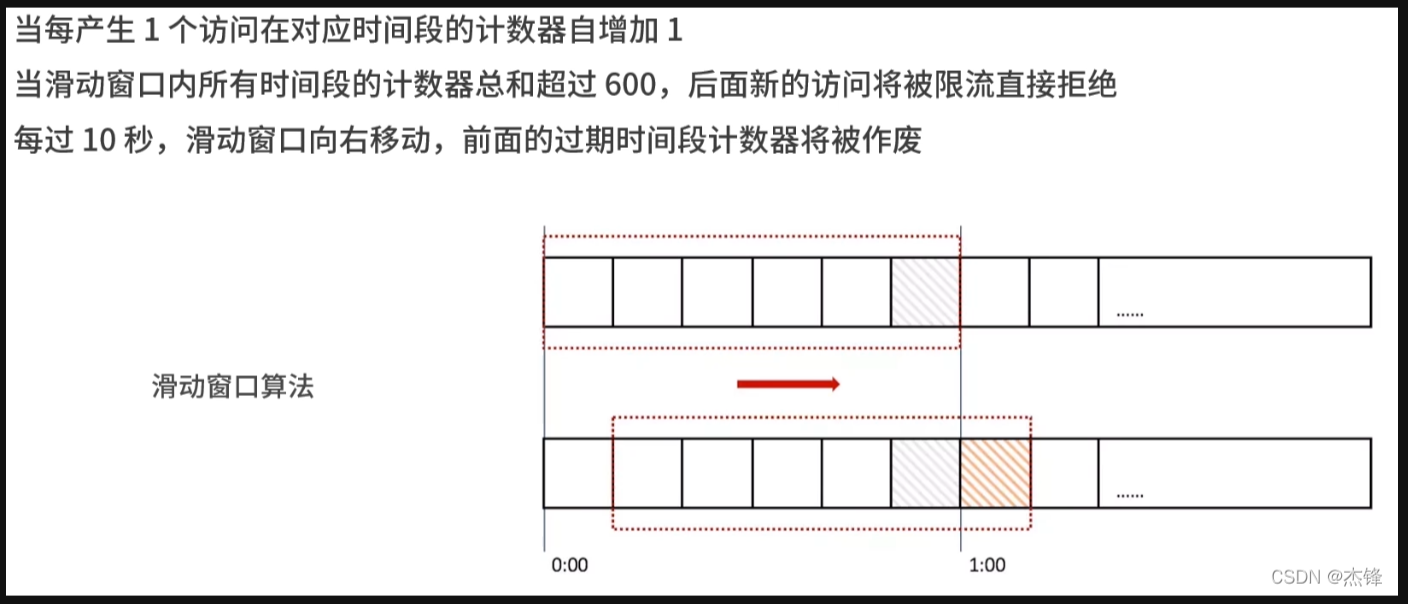 当每产生 1 个访问在对应时间段的计数器自增加 1
当滑动窗口内所有时间段的计数器总和超过 600，后面新的访问将被限流直接拒绝
每过 10 秒，滑动窗口向右移动，前面的过期时间段计数器将被作废
......
滑动窗口算法
......
0:00
1:00
CSDN @杰锋